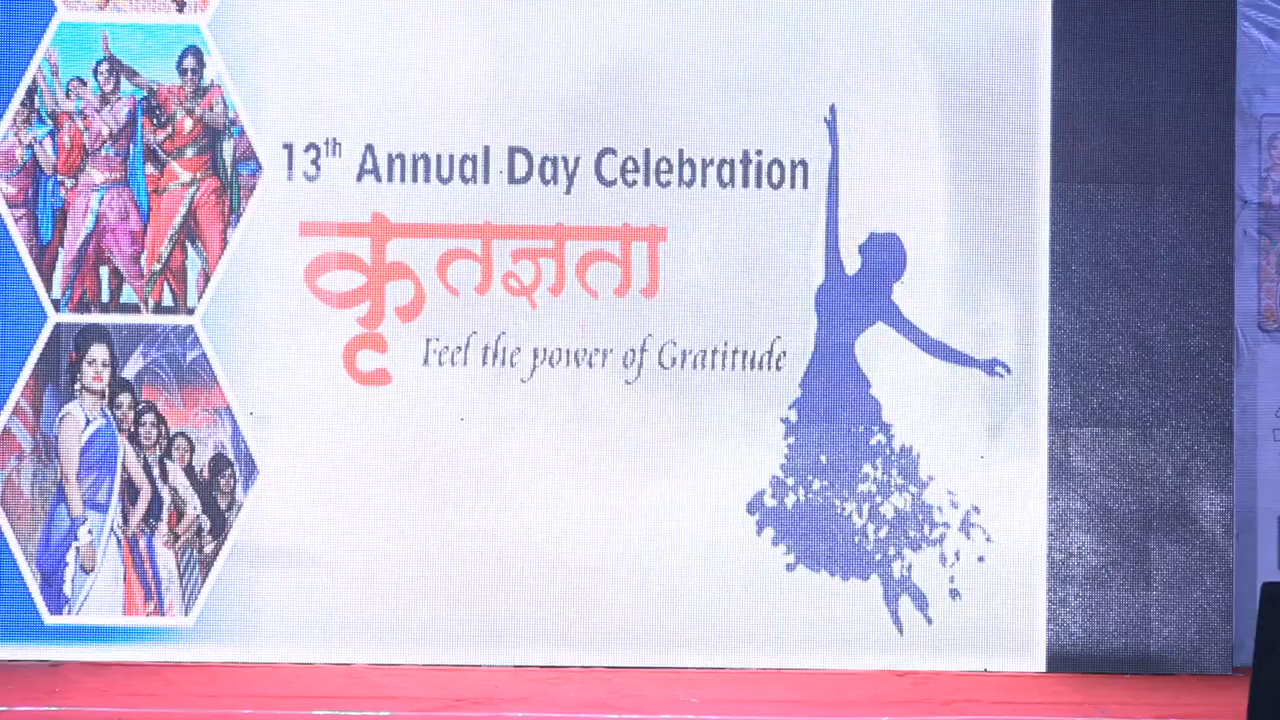 13th Annual Day Celebration
कृतज्ञता
Feel the power of Gratitude